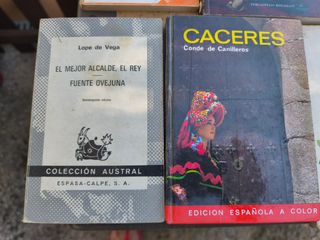 Lope de Vega
EL MEJOR ALCALDE, EL REY
FUENTE OVEJUNA
COLECCIÓN AUSTRAL
ESPASA-CALPE, S. A.
CACERES
Conde de Canilleros
EDICION ESPAÑOLA A COLOR